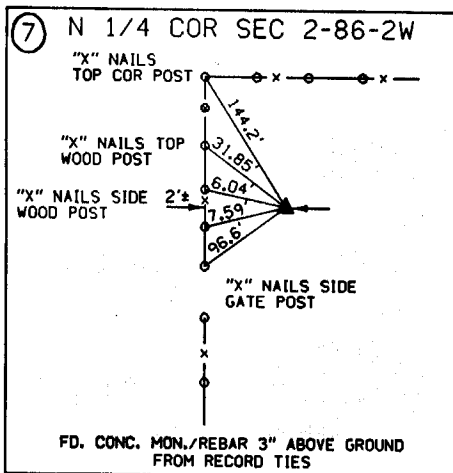 7 N 1/4 COR SEC 2-86-2W
"X" NAILS
TOP COR POST
144.2'
"X" NAILS TOP
WOOD POST
31.85'
6.04'
"X" NAILS SIDE
WOOD POST
2'±
7.59'
96.6'
"X" NAILS SIDE
GATE POST
FD. CONC. MON./REBAR 3" ABOVE GROUND
FROM RECORD TIES